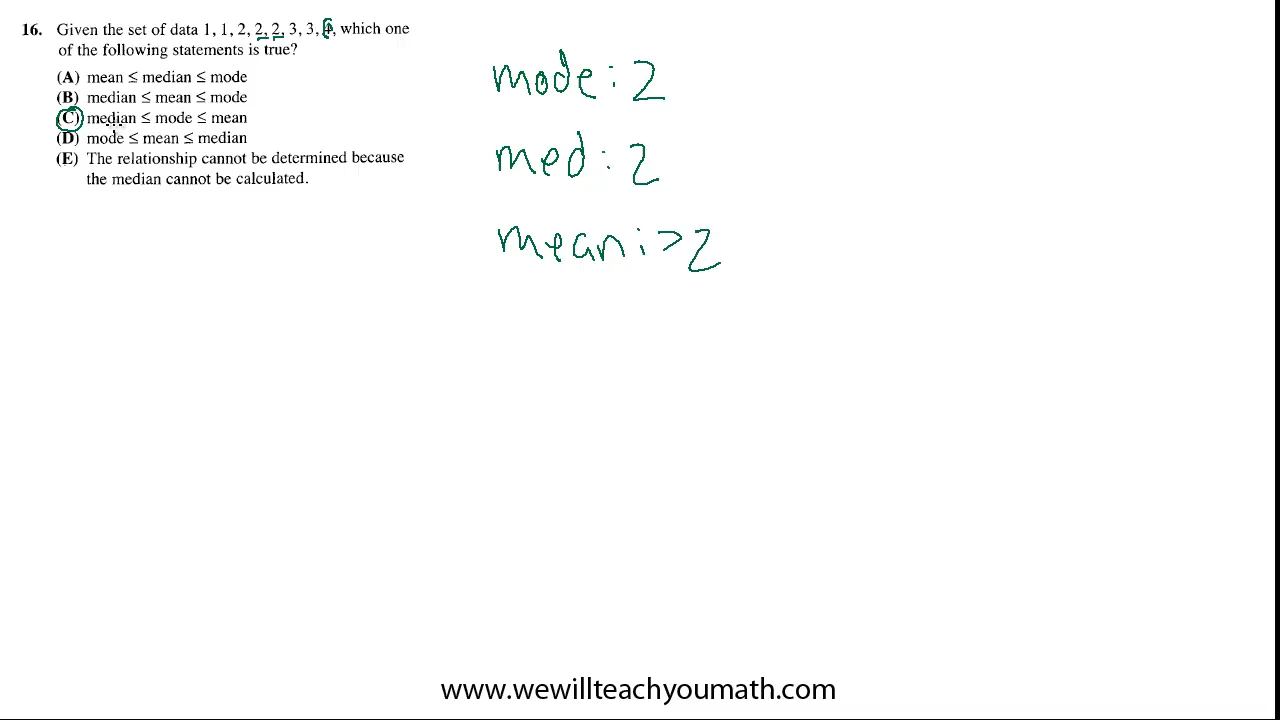 16. Given the set of data 1, 1, 2, 2, 2, 3, 3, 4, which one
of the following statements is true?
(A) mean ≤ median ≤ mode
(B) median ≤ mean ≤ mode
(C) median ≤ mode ≤ mean
(D) mode ≤ mean ≤ median
(E) The relationship cannot be determined because
the median cannot be calculated.
mode: 2
med: 2
mean: >2
www.wewillteachyoumath.com